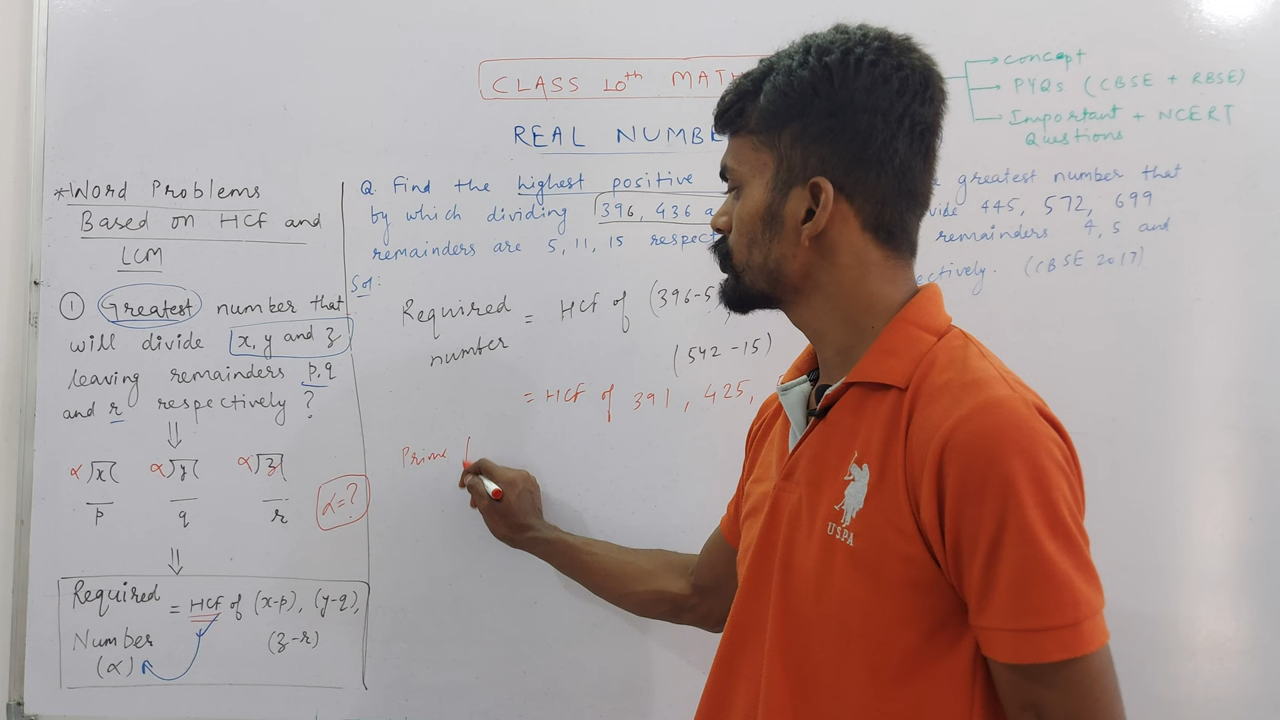 CLASS 10th MATH
REAL NUMBE
concept
PYQs (CBSE + RBSE)
Important + NCERT
Questions
*Word Problems
Based on HCf and
LCM
① Greatest number that
will divide x, y and z
leaving remainders p, q
and r respectively ?
⇓
α)x( α)y( α)z(
p q r
α=?
⇓
Required = HCf of (x-p), (y-q),
Number (z-r)
(α)
Q. Find the highest positive
by which dividing 396, 436 a
remainders are 5, 11, 15 respect
Sol:
Required = HCf of (396-5),
number (542-15)
= HCf of 391, 425,
Prime f
greatest number that
vide 445, 572, 699
remainders 4, 5 and
ectively. (CBSE 2017)
U.S.P.A